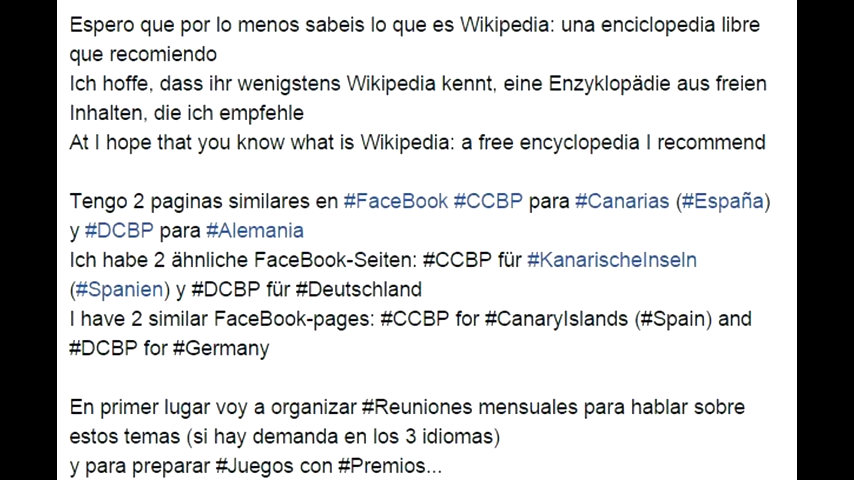 Espero que por lo menos sabeis lo que es Wikipedia: una enciclopedia libre
que recomiendo
Ich hoffe, dass ihr wenigstens Wikipedia kennt, eine Enzyklopädie aus freien
Inhalten, die ich empfehle
At I hope that you know what is Wikipedia: a free encyclopedia I recommend
Tengo 2 paginas similares en #FaceBook #CCBP para #Canarias (#España)
y #DCBP para #Alemania
Ich habe 2 ähnliche FaceBook-Seiten: #CCBP für #KanarischeInseln
(#Spanien) y #DCBP für #Deutschland
I have 2 similar FaceBook-pages: #CCBP for #CanaryIslands (#Spain) and
#DCBP for #Germany
En primer lugar voy a organizar #Reuniones mensuales para hablar sobre
estos temas (si hay demanda en los 3 idiomas)
y para preparar #Juegos con #Premios...